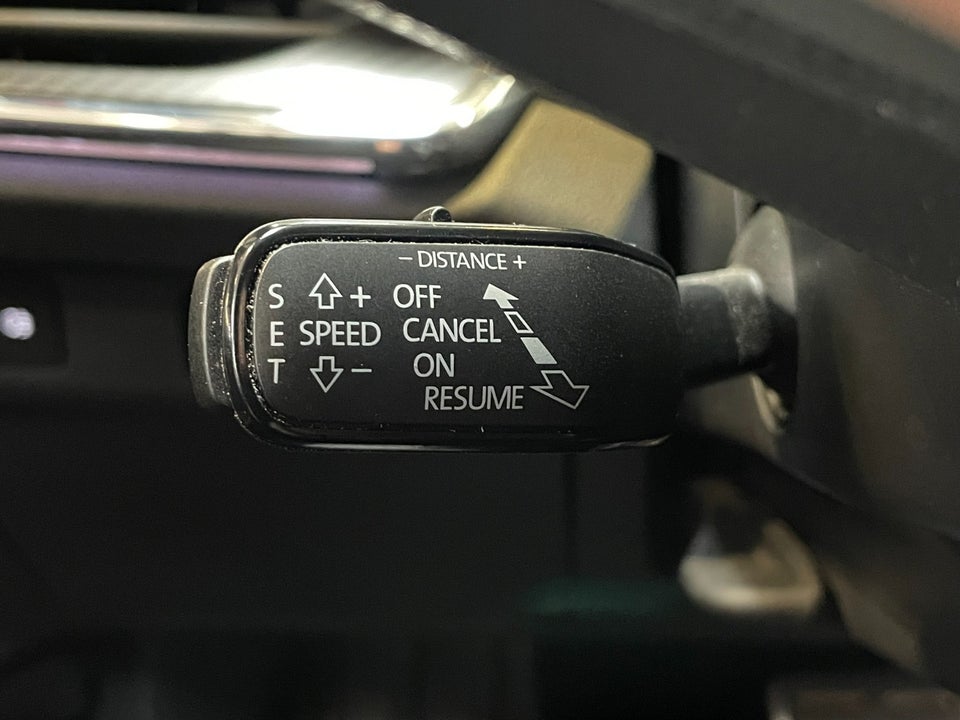 − DISTANCE +
S + OFF
E SPEED CANCEL
T − ON
RESUME